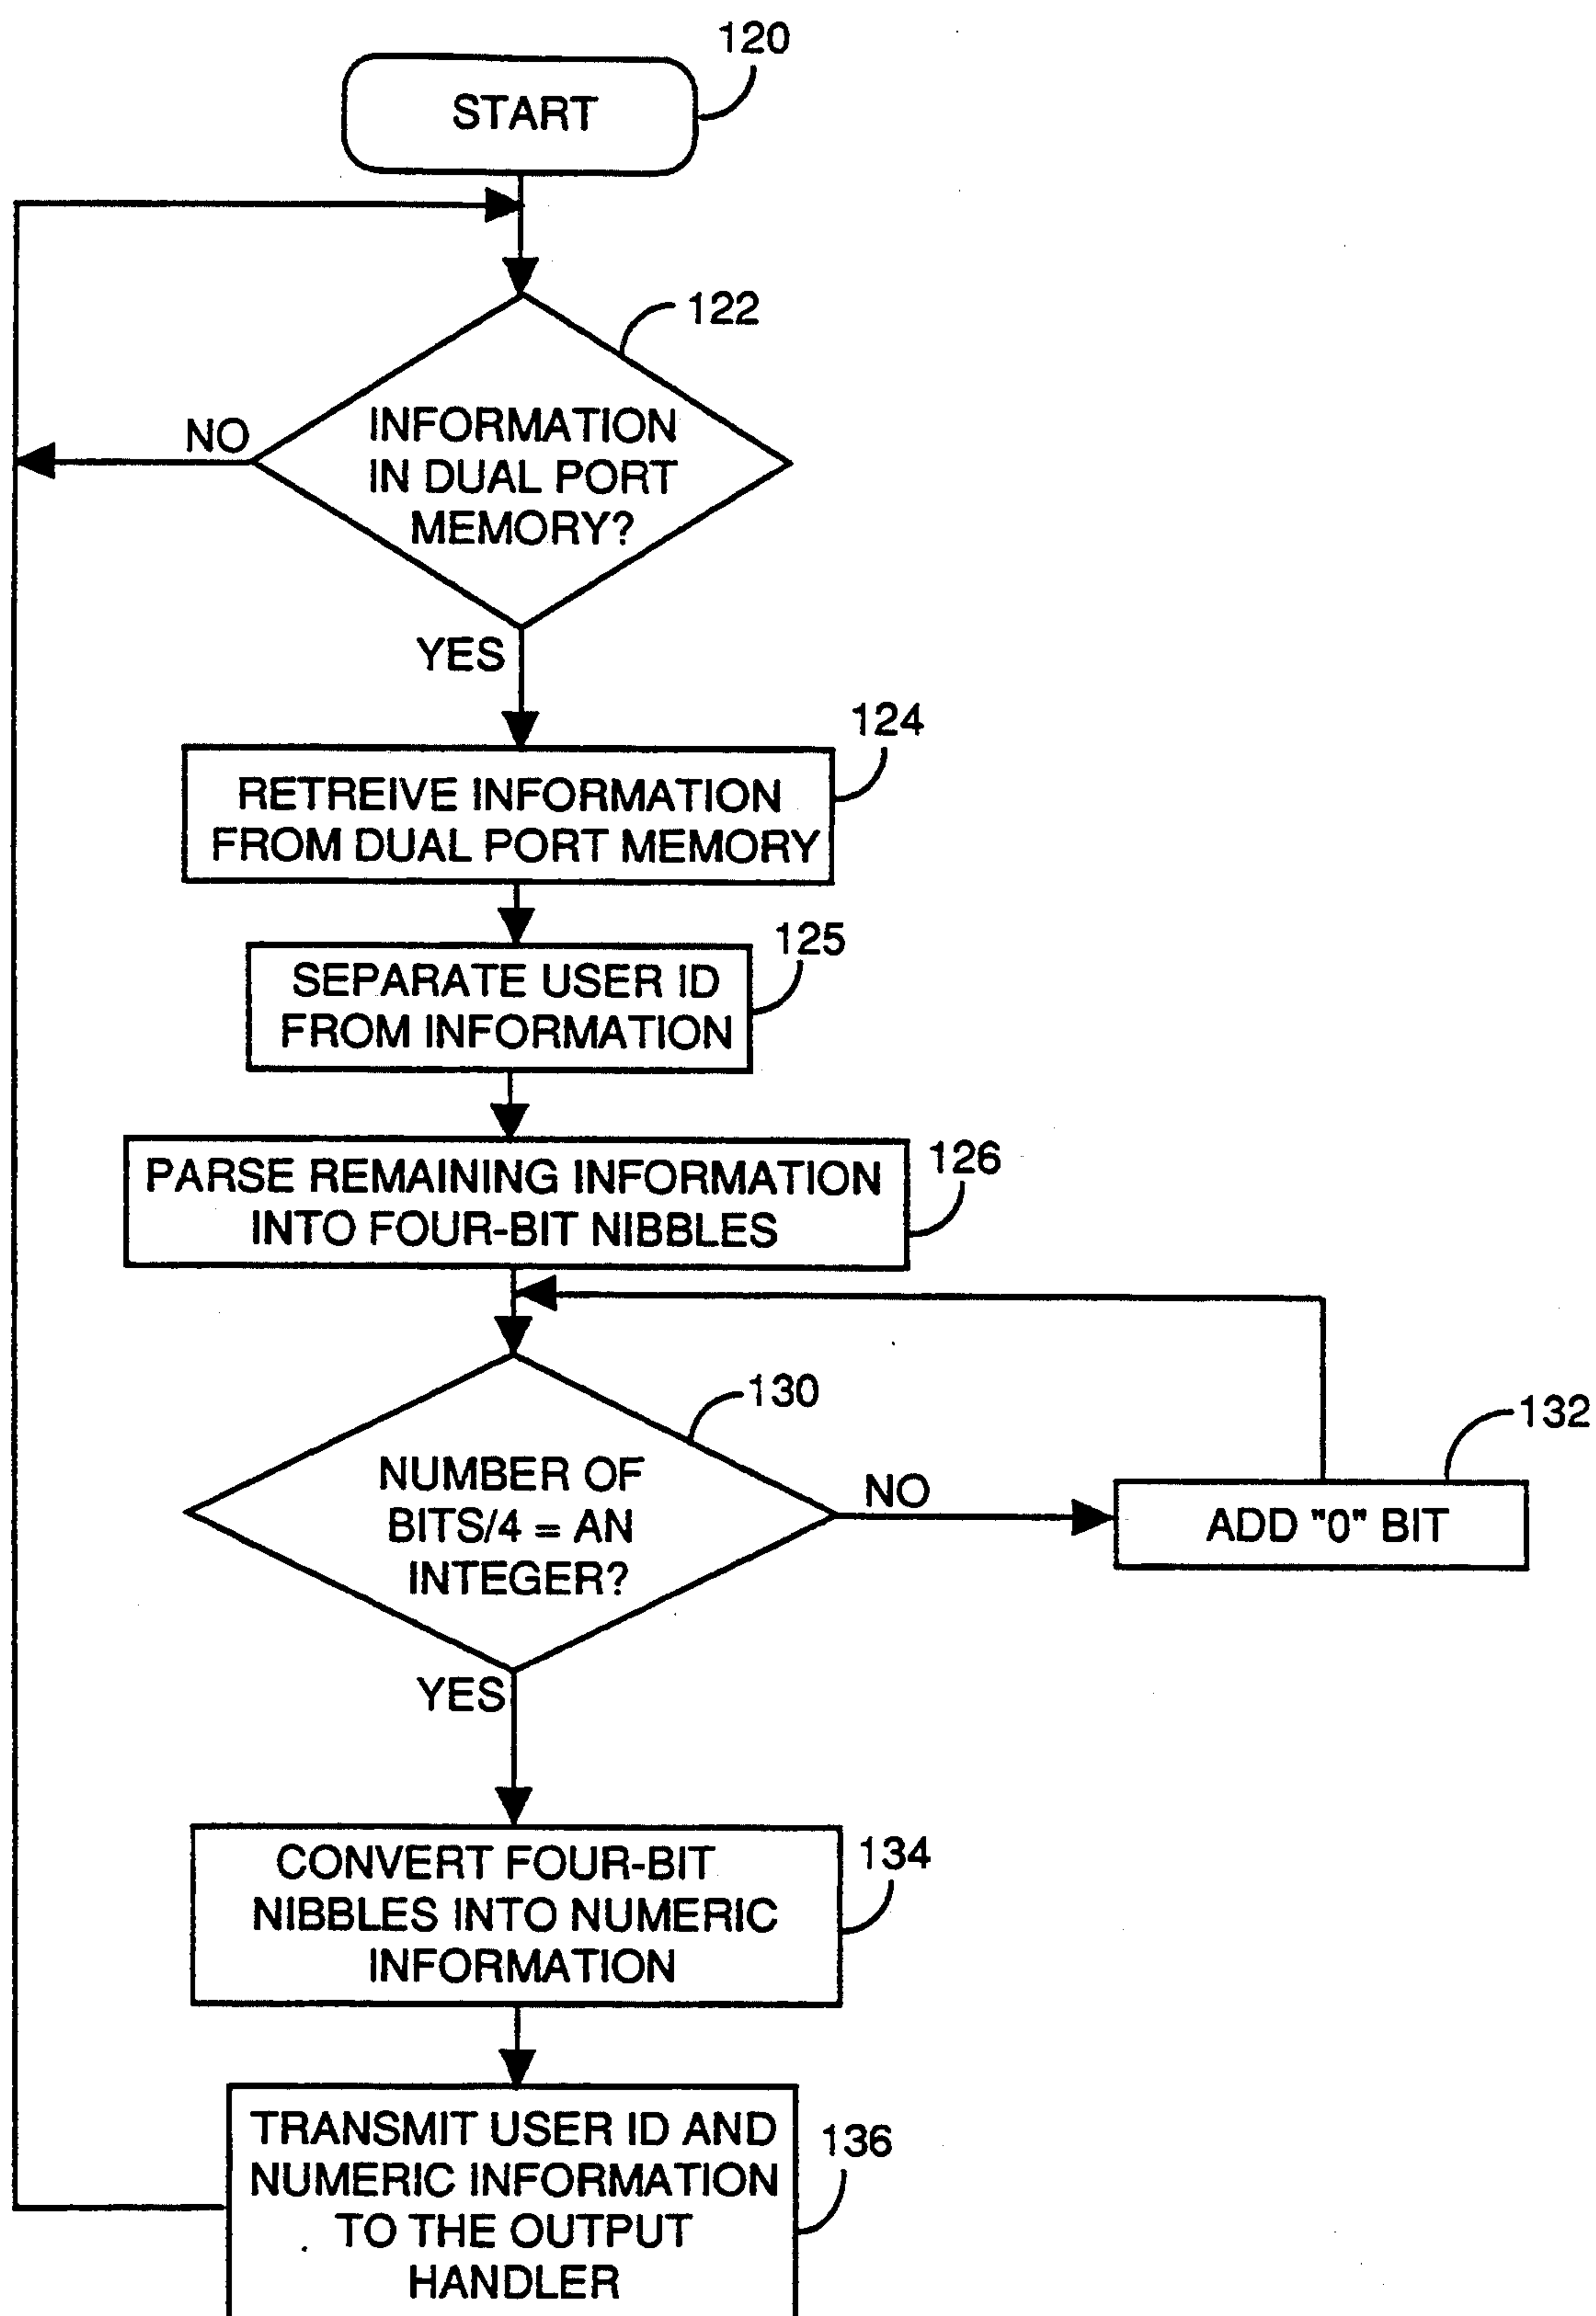 120
START
122
NO
INFORMATION
IN DUAL PORT
MEMORY?
YES
124
RETREIVE INFORMATION
FROM DUAL PORT MEMORY
125
SEPARATE USER ID
FROM INFORMATION
126
PARSE REMAINING INFORMATION
INTO FOUR-BIT NIBBLES
130
NUMBER OF
BITS/4 = AN
INTEGER?
NO
132
ADD "0" BIT
YES
134
CONVERT FOUR-BIT
NIBBLES INTO NUMERIC
INFORMATION
136
TRANSMIT USER ID AND
NUMERIC INFORMATION
TO THE OUTPUT
HANDLER